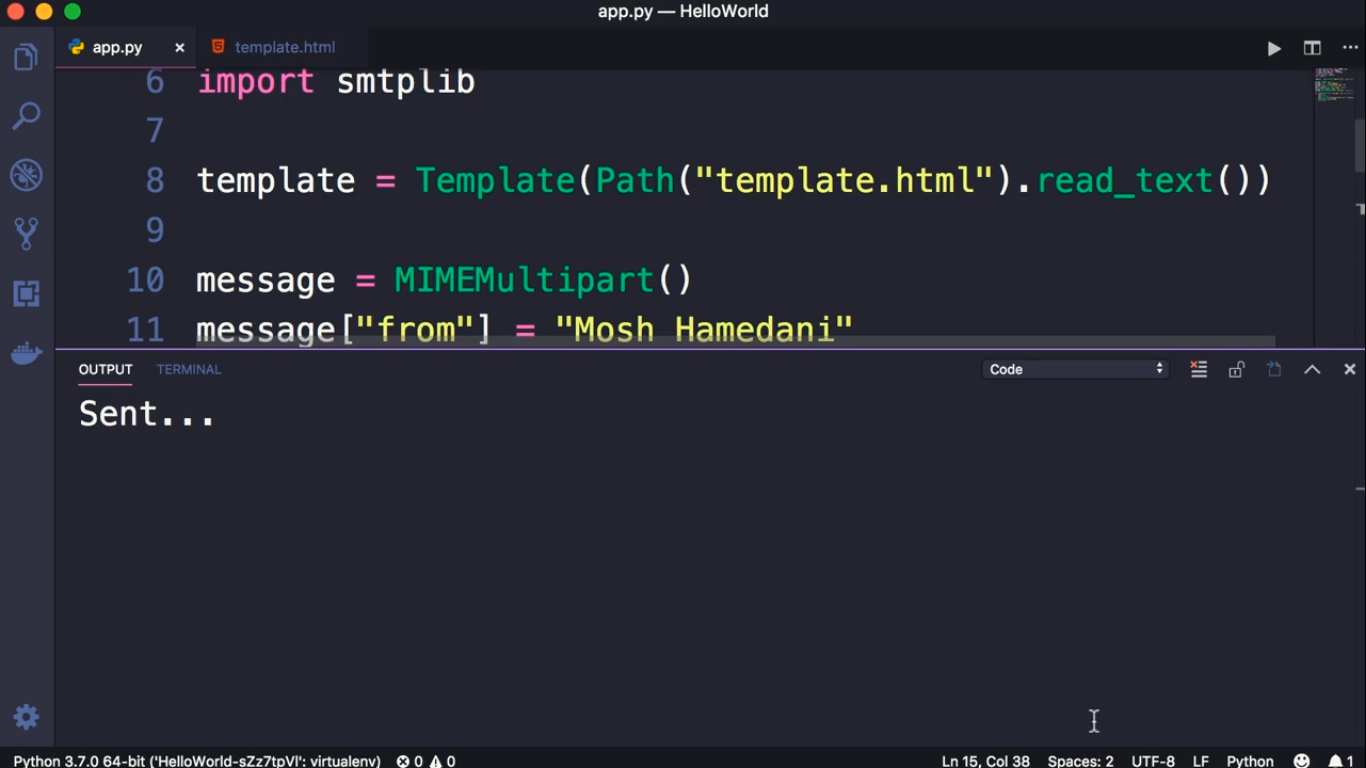 app.py — HelloWorld
app.py × template.html
6 import smtplib
7
8 template = Template(Path("template.html").read_text())
9
10 message = MIMEMultipart()
11 message["from"] = "Mosh Hamedani"
OUTPUT TERMINAL Code
Sent...
Python 3.7.0 64-bit ('HelloWorld-sZz7tpVI': virtualenv) 0 0 Ln 15, Col 38 Spaces: 2 UTF-8 LF Python 1